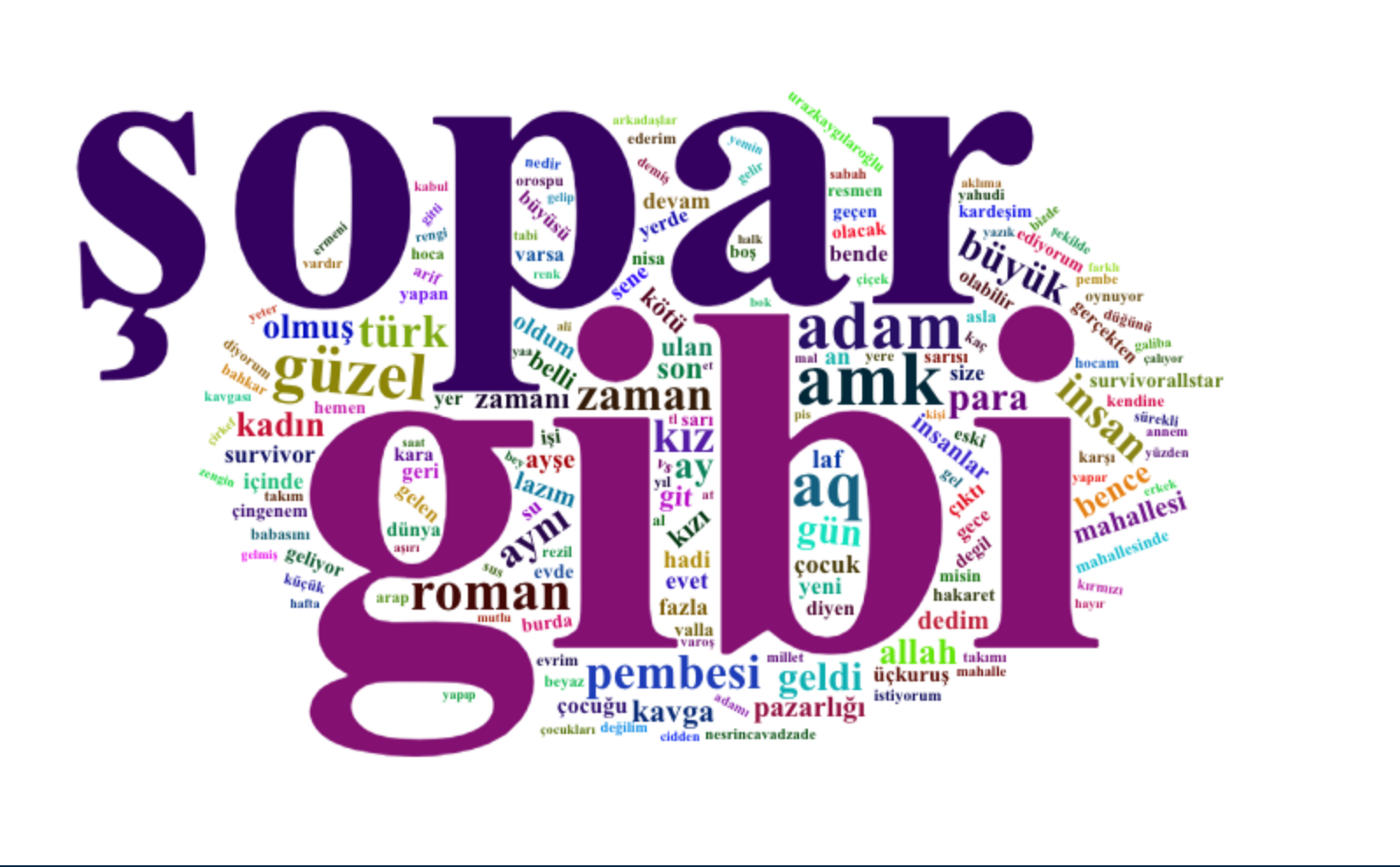 şopar
gibi
urazkaygılaroğlu
arkadaşlar
ederim
yemin
nedir
orospu
demiş
gelir
sabah
kabul
gelip
büyüsü
devam
resmen
aklıma
yahudi
gitti
yerde
geçen
kardeşim
bizde
ermeni
rengi
tabi
olacak
yazık
ediyorum
şekilde
vardır
hoca
varsa
nisa
halk
boş
bende
büyük
arif
renk
sene
çiçek
olabilir
farklı
pembe
yapan
kötü
bok
oynuyor
yeter
olmuş
türk
oldum
ali
ulan
adam
asla
gerçekten
düğünü
diyorum
güzel
yaa
belli
son
et
mal
an
yere
sarısı
kaç
galiba
çalıyor
bahkar
amk
size
hocam
survivorallstar
kavgası
hemen
yer
zamanı
zaman
para
insan
kendine
çirkef
kadın
tl
sarı
pis
kişi
sürekli
annem
saat
işi
kız
insanlar
eski
survivor
kara
bey
ayşe
vs
ay
laf
karşı
yüzden
zengin
içinde
geri
lazım
yıl
aq
gel
yapar
bence
erkek
takım
gelen
su
git
at
çıktı
mahallesi
çingenem
dünya
aynı
al
kızı
gün
gece
babasını
aşırı
rezil
değil
mahallesinde
gelmiş
geliyor
sus
evde
hadi
çocuk
misin
küçük
evet
yeni
kırmızı
hafta
arap
roman
fazla
diyen
hakaret
hayır
mutlu
burda
valla
dedim
varoş
evrim
pembesi
millet
geldi
allah
takımı
beyaz
üçkuruş
mahalle
yapıp
çocuğu
kavga
adamı
pazarlığı
istiyorum
çocukları
değilim
cidden
nesrincavadzade